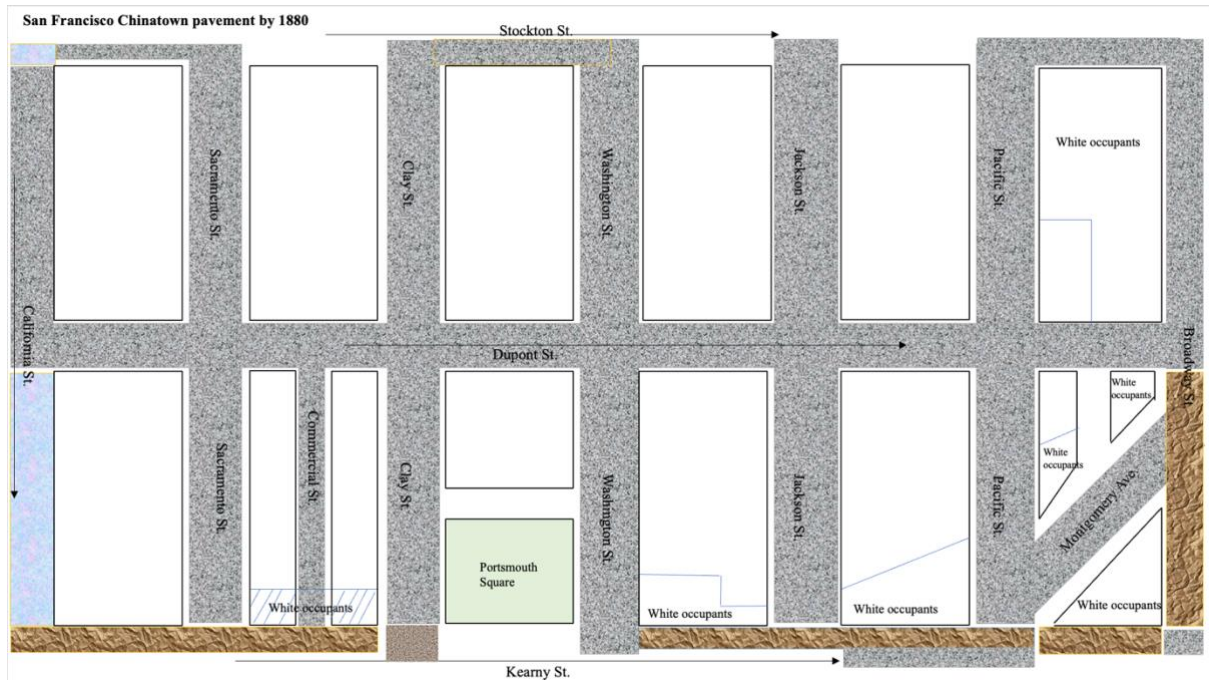 San Francisco Chinatown pavement by 1880
Stockton St.
Sacramento St.
Clay St.
Washington St.
Jackson St.
Pacific St.
White occupants
California St.
Dupont St.
Broadway St.
Sacramento St.
Commercial St.
Clay St.
Washington St.
Jackson St.
Pacific St.
White
occupants
White
occupants
Montgomery Ave.
Portsmouth
Square
White occupants
White occupants
White occupants
White occupants
Kearny St.